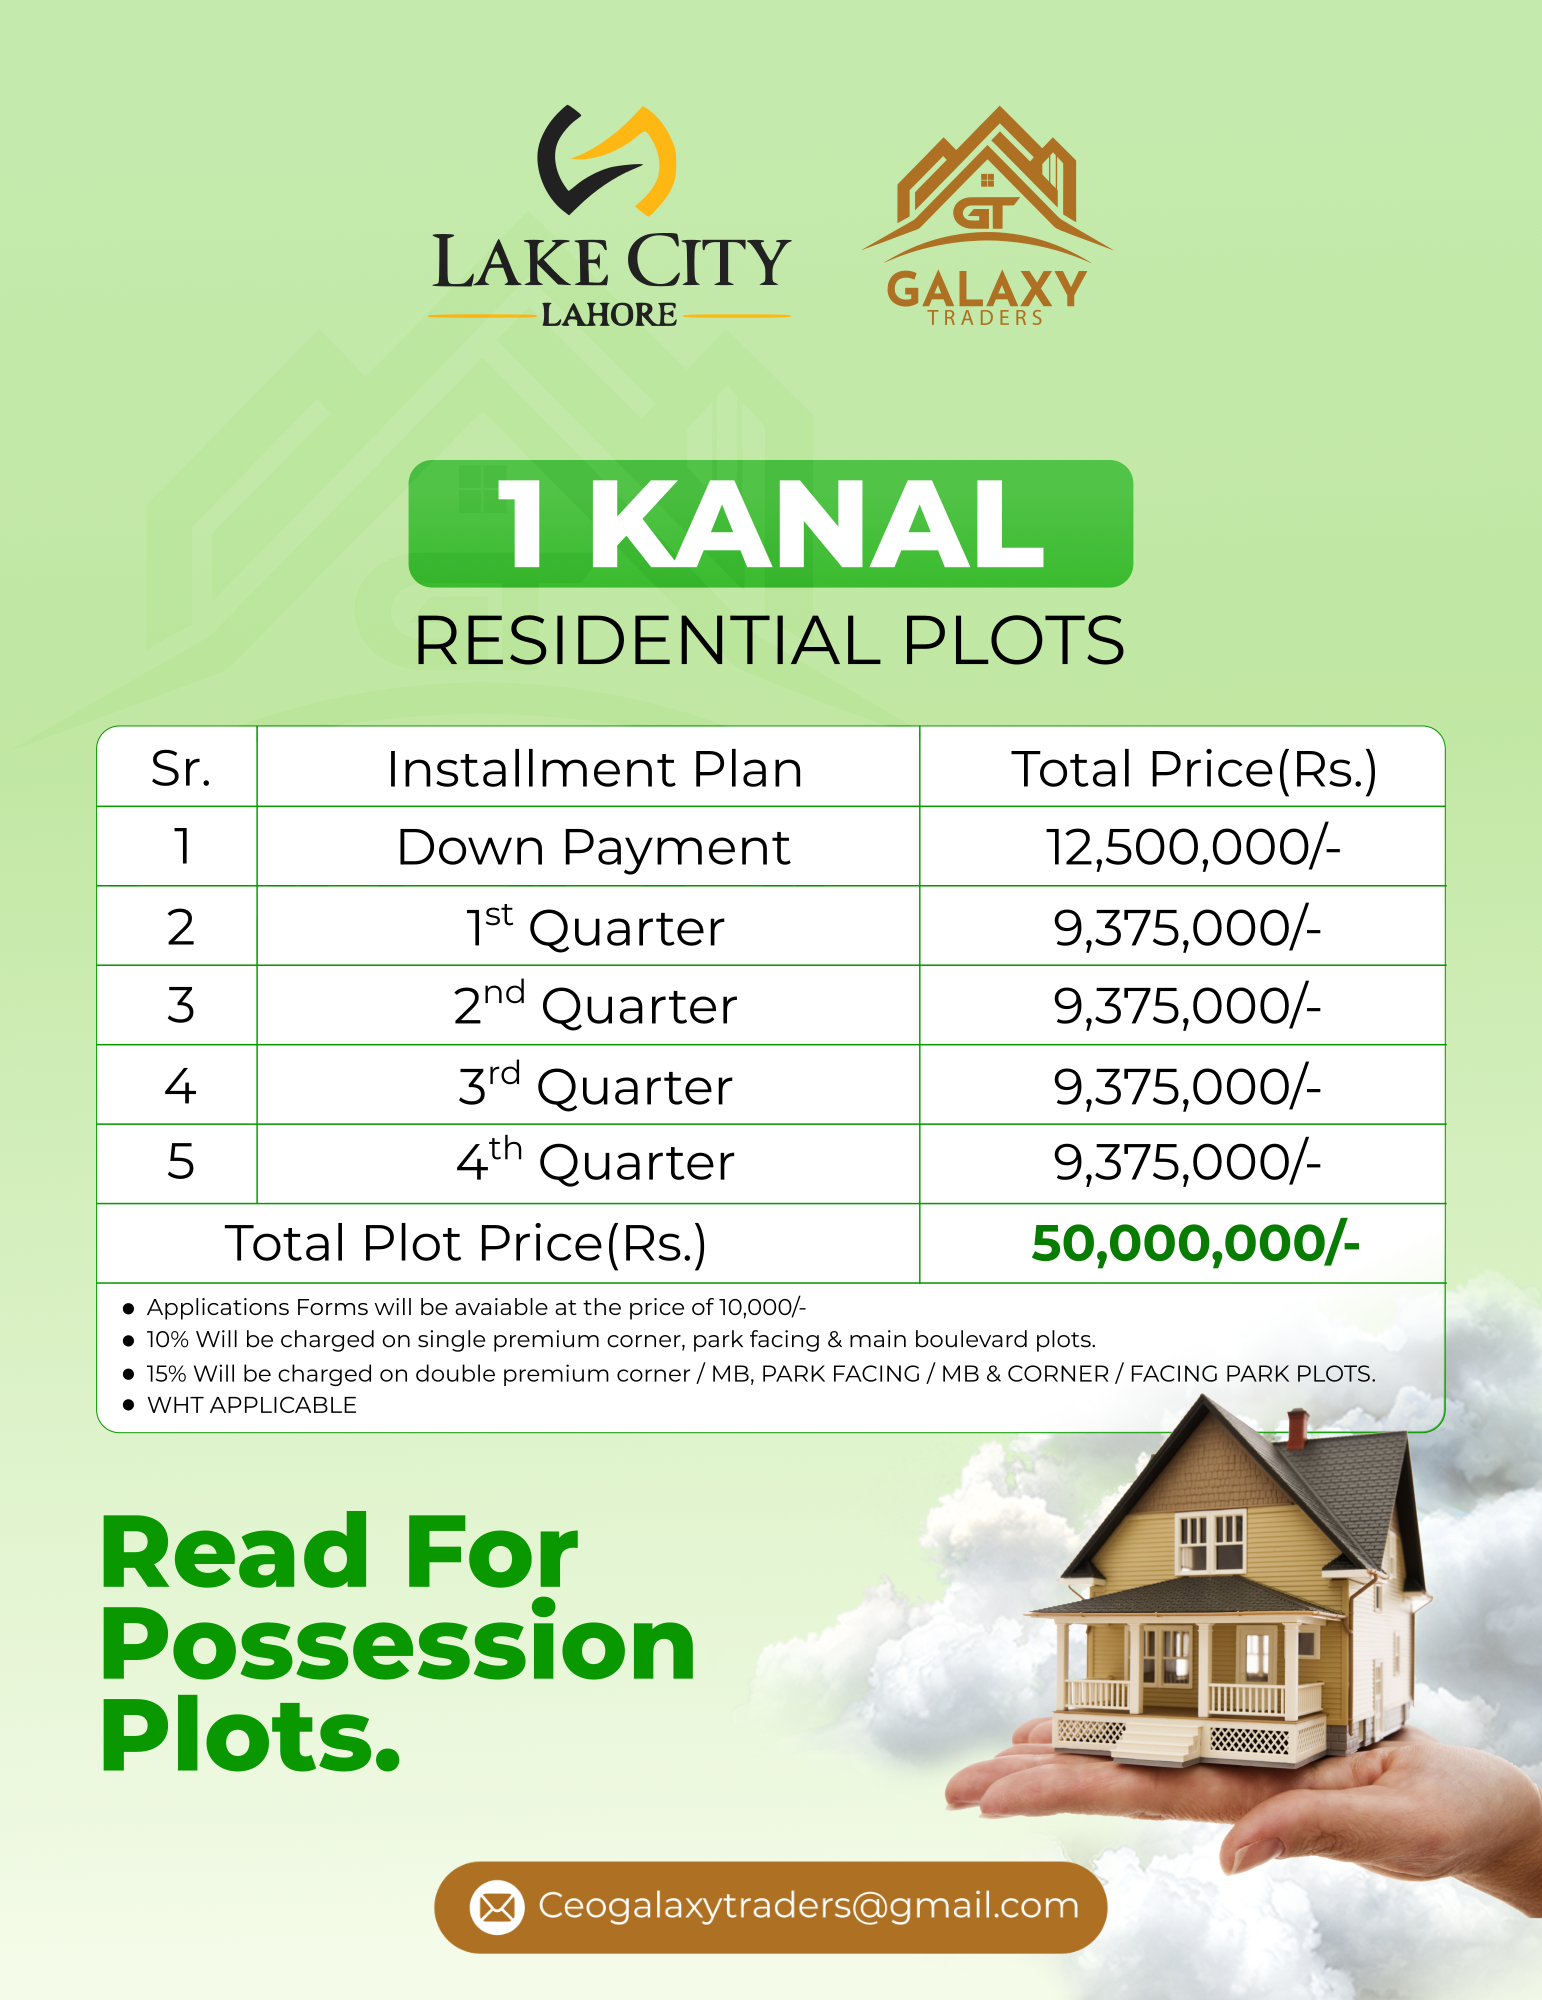 LAKE CITY
LAHORE
GT
GALAXY
TRADERS
1 KANAL
RESIDENTIAL PLOTS
Sr. Installment Plan Total Price(Rs.)
1 Down Payment 12,500,000/-
2 1st Quarter 9,375,000/-
3 2nd Quarter 9,375,000/-
4 3rd Quarter 9,375,000/-
5 4th Quarter 9,375,000/-
Total Plot Price(Rs.) 50,000,000/-
● Applications Forms will be avaiable at the price of 10,000/-
● 10% Will be charged on single premium corner, park facing & main boulevard plots.
● 15% Will be charged on double premium corner / MB, PARK FACING / MB & CORNER / FACING PARK PLOTS.
● WHT APPLICABLE
Read For
Possession
Plots.
Ceogalaxytraders@gmail.com